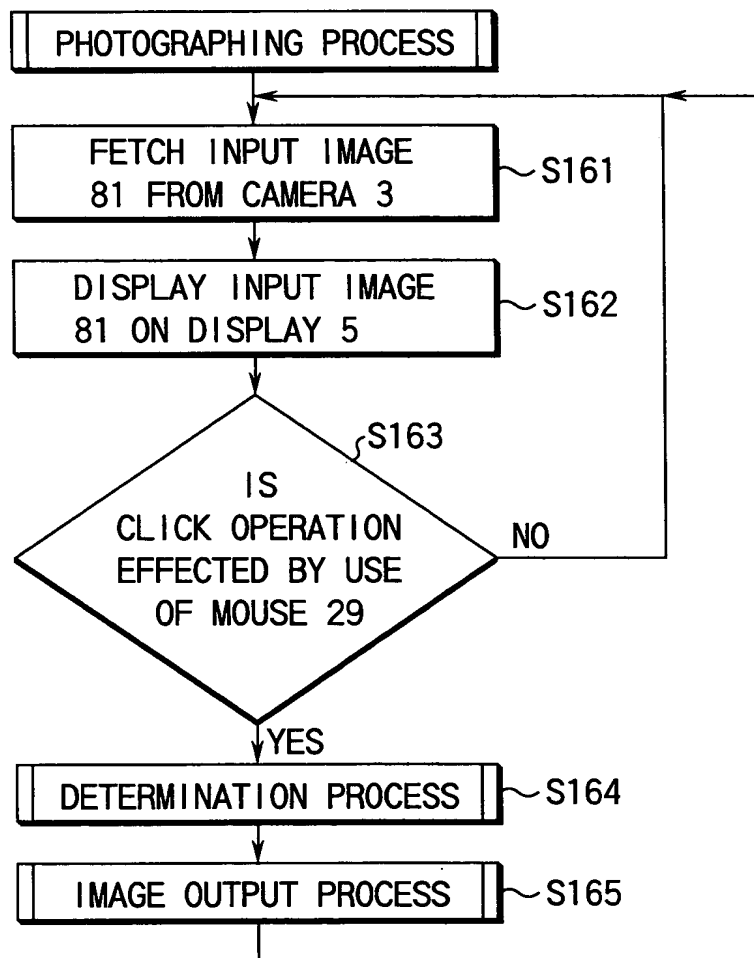 PHOTOGRAPHING PROCESS
FETCH INPUT IMAGE
81 FROM CAMERA 3
S161
DISPLAY INPUT IMAGE
81 ON DISPLAY 5
S162
S163
IS
CLICK OPERATION
EFFECTED BY USE
OF MOUSE 29
NO
YES
DETERMINATION PROCESS
S164
IMAGE OUTPUT PROCESS
S165